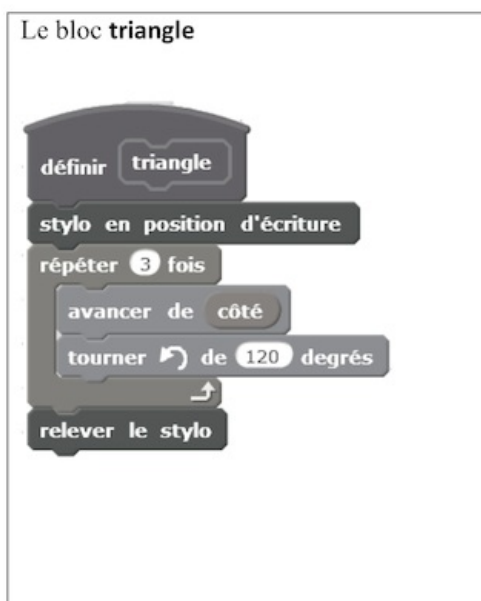 Le bloc triangle
définir triangle
stylo en position d'écriture
répéter 3 fois
avancer de côté
tourner de 120 degrés
relever le stylo